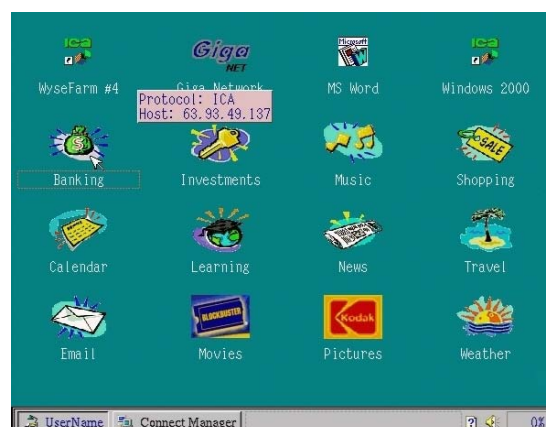 ICA
WyseFarm #4
Giga
NET
Giga Network
Microsoft
MS Word
ICA
Windows 2000
Protocol: ICA
Host: 63.93.49.137
$
Banking
Investments
Music
SALE
Shopping
Calendar
Learning
NEWS
News
Travel
Email
BLOCKBUSTER
Movies
Kodak
Pictures
Weather
UserName
Connect Manager
?
0%